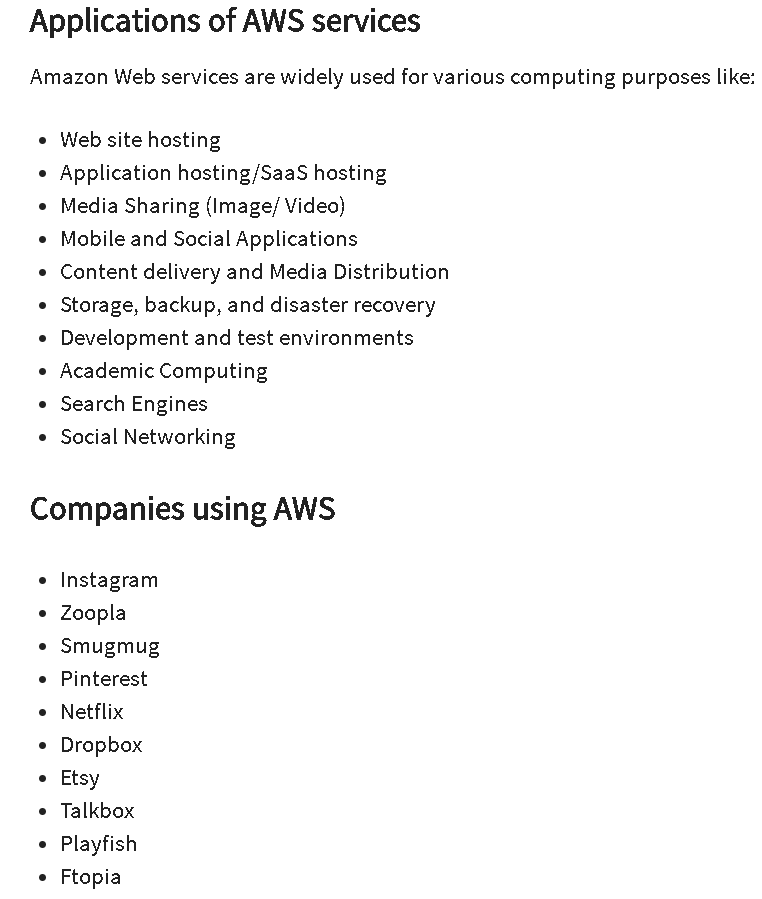 Applications of AWS services
Amazon Web services are widely used for various computing purposes like:
• Web site hosting
• Application hosting/SaaS hosting
• Media Sharing (Image/ Video)
• Mobile and Social Applications
• Content delivery and Media Distribution
• Storage, backup, and disaster recovery
• Development and test environments
• Academic Computing
• Search Engines
• Social Networking
Companies using AWS
• Instagram
• Zoopla
• Smugmug
• Pinterest
• Netflix
• Dropbox
• Etsy
• Talkbox
• Playfish
• Ftopia